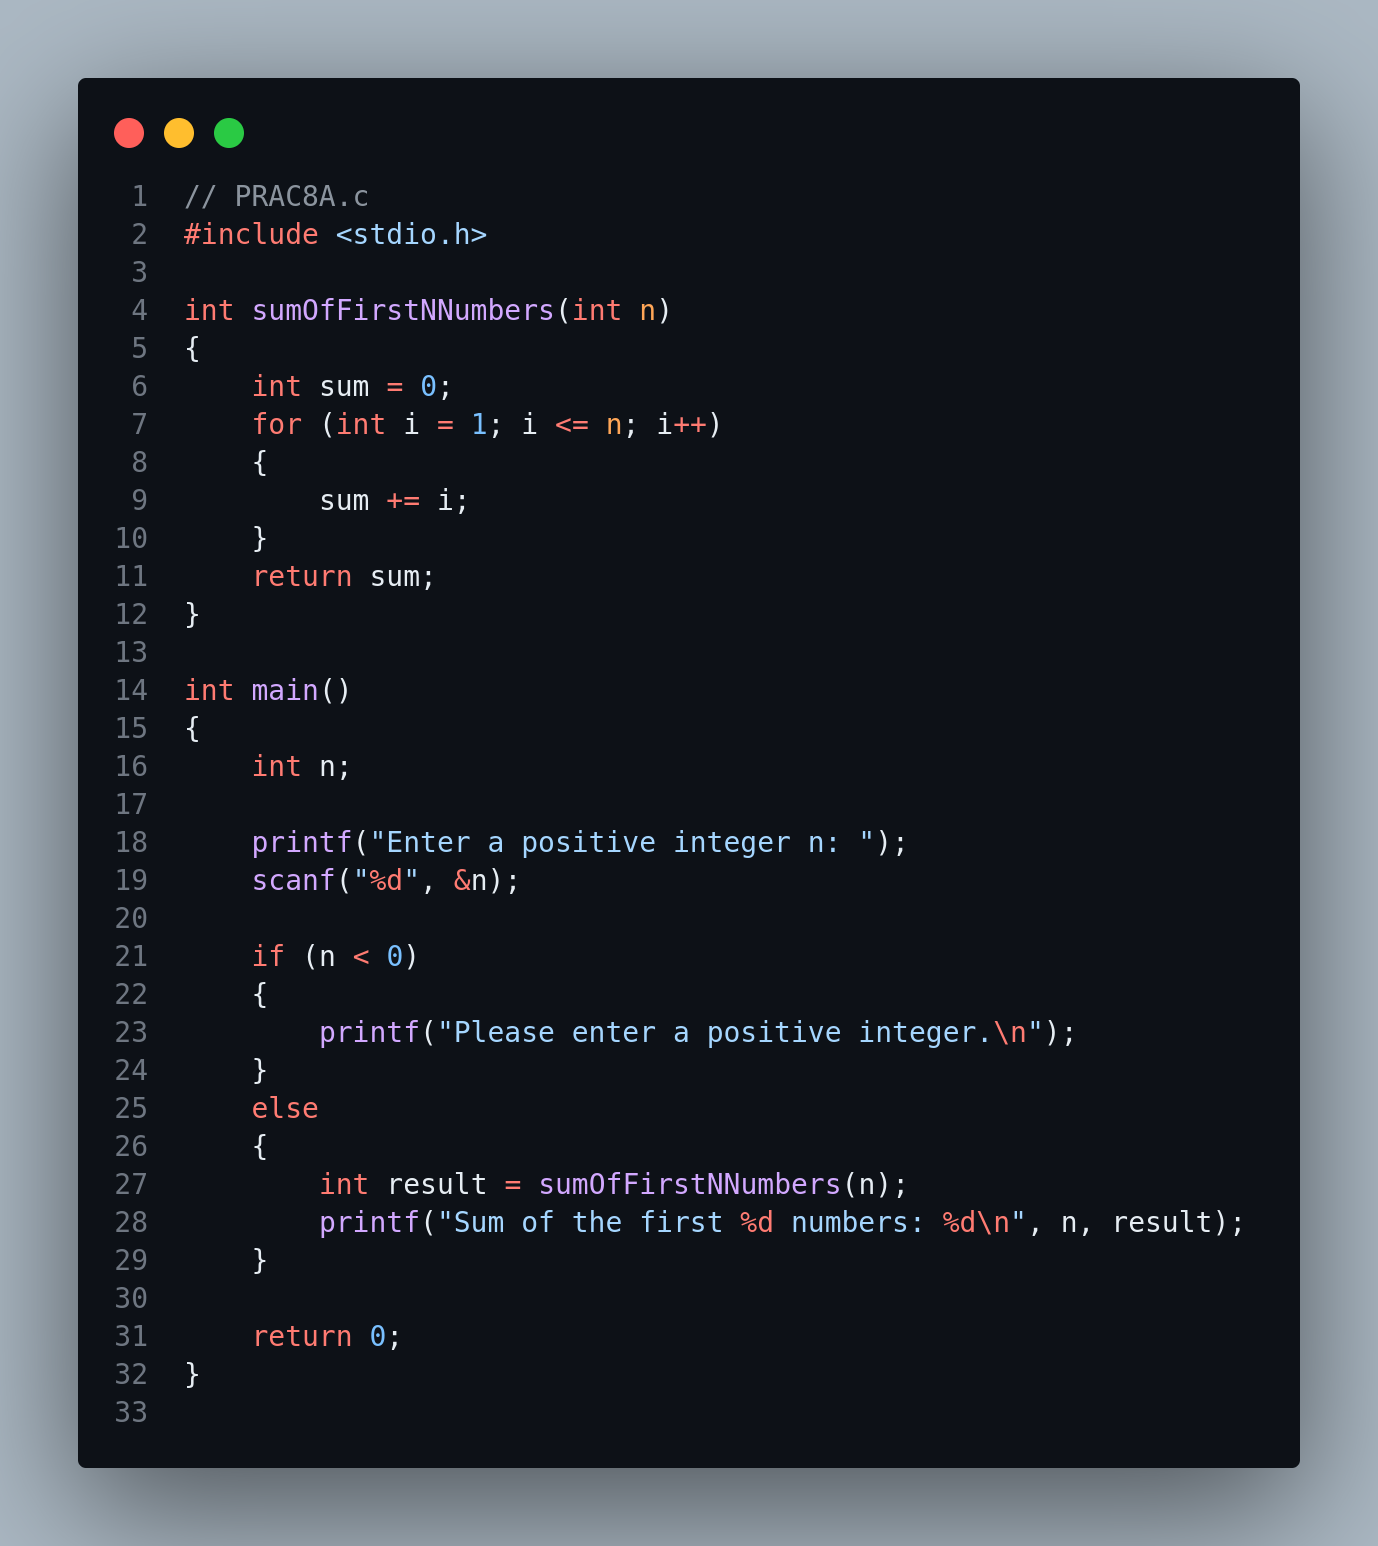 1 // PRAC8A.c
2 #include <stdio.h>
3
4 int sumOfFirstNNumbers(int n)
5 {
6     int sum = 0;
7     for (int i = 1; i <= n; i++)
8     {
9         sum += i;
10     }
11     return sum;
12 }
13
14 int main()
15 {
16     int n;
17
18     printf("Enter a positive integer n: ");
19     scanf("%d", &n);
20
21     if (n < 0)
22     {
23         printf("Please enter a positive integer.\n");
24     }
25     else
26     {
27         int result = sumOfFirstNNumbers(n);
28         printf("Sum of the first %d numbers: %d\n", n, result);
29     }
30
31     return 0;
32 }
33